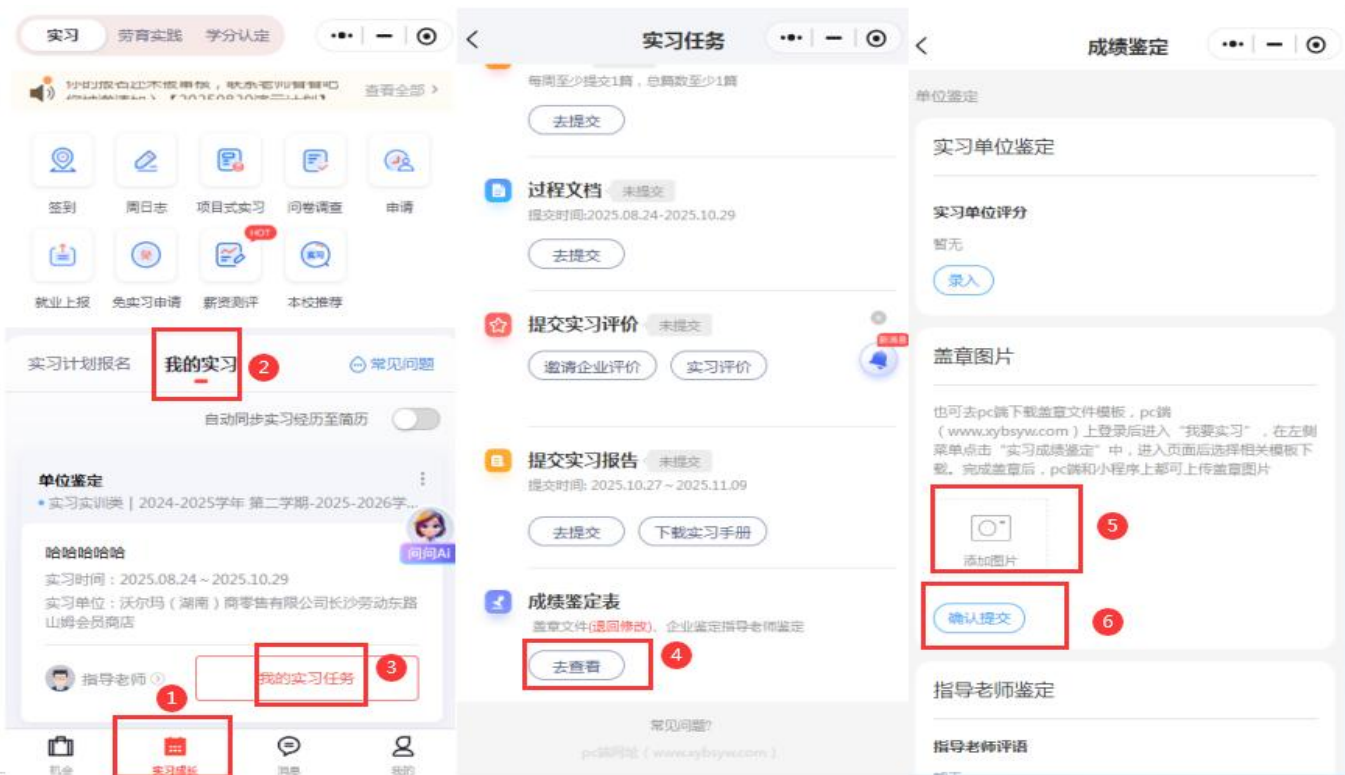 实习 劳育实践 学分认定
查看全部
签到 周日志 项目式实习 问卷调查 申请
HOT
就业上报 免实习申请 薪资测评 本校推荐
实习计划报名 我的实习 2 常见问题
自动同步实习经历至简历
单位鉴定
实习实训类 | 2024-2025学年 第二学期-2025-2026学...
哈哈哈哈哈
问问AI
实习时间：2025.08.24～2025.10.29
实习单位：沃尔玛（湖南）商零售有限公司长沙劳动东路
山姆会员商店
指导老师 我的实习任务 3
1
机会 实习成长 消息 我的
实习任务
每周至少提交1篇，总篇数至少1篇
去提交
过程文档 未提交
提交时间:2025.08.24-2025.10.29
去提交
提交实习评价 未提交
邀请企业评价 实习评价
新消息
提交实习报告 未提交
提交时间: 2025.10.27～2025.11.09
去提交 下载实习手册
成绩鉴定表
盖章文件(退回修改)、企业鉴定指导老师鉴定
去查看 4
常见问题?
pc端网址（www.xybsyw.com）
成绩鉴定
单位鉴定
实习单位鉴定
实习单位评分
暂无
录入
盖章图片
也可去pc端下载盖章文件模板，pc端
（www.xybsyw.com）上登录后进入“我要实习”，在左侧
菜单点击“实习成绩鉴定”中，进入页面后选择相关模板下
载。完成盖章后，pc端和小程序上都可上传盖章图片
添加图片 5
确认提交 6
指导老师鉴定
指导老师评语